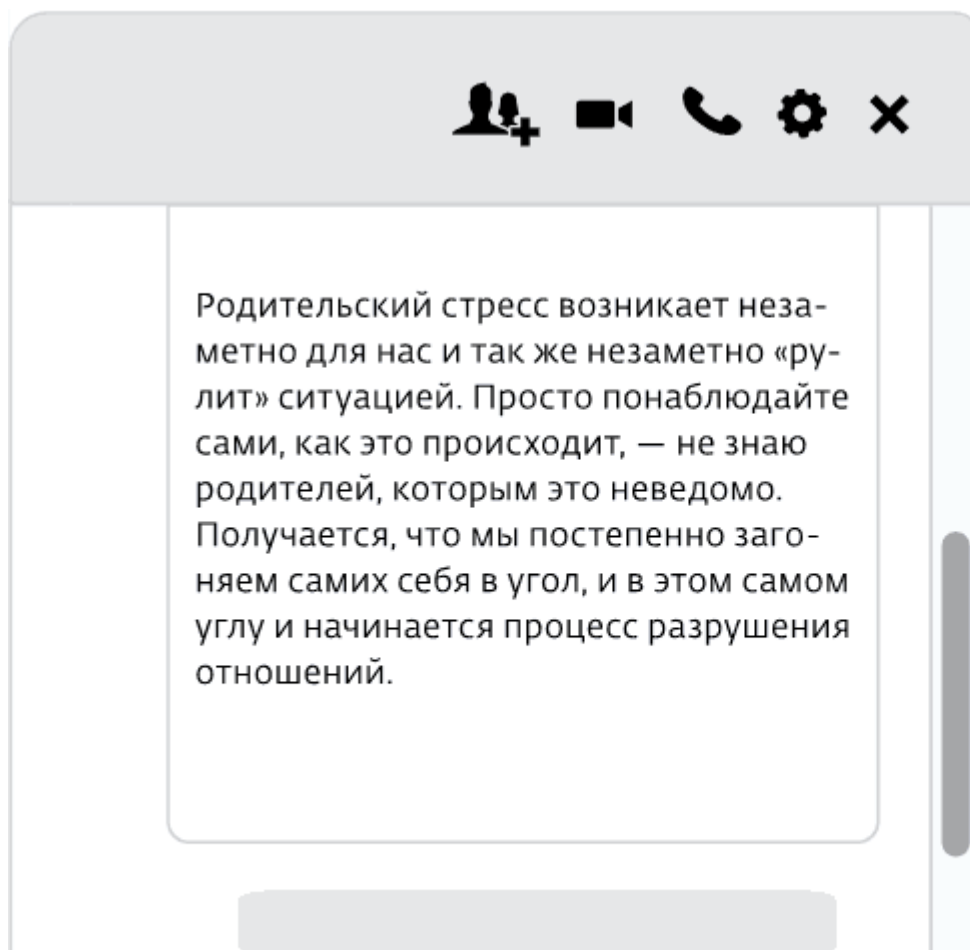 Родительский стресс возникает неза-
метно для нас и так же незаметно «ру-
лит» ситуацией. Просто понаблюдайте
сами, как это происходит, — не знаю
родителей, которым это неведомо.
Получается, что мы постепенно заго-
няем самих себя в угол, и в этом самом
углу и начинается процесс разрушения
отношений.